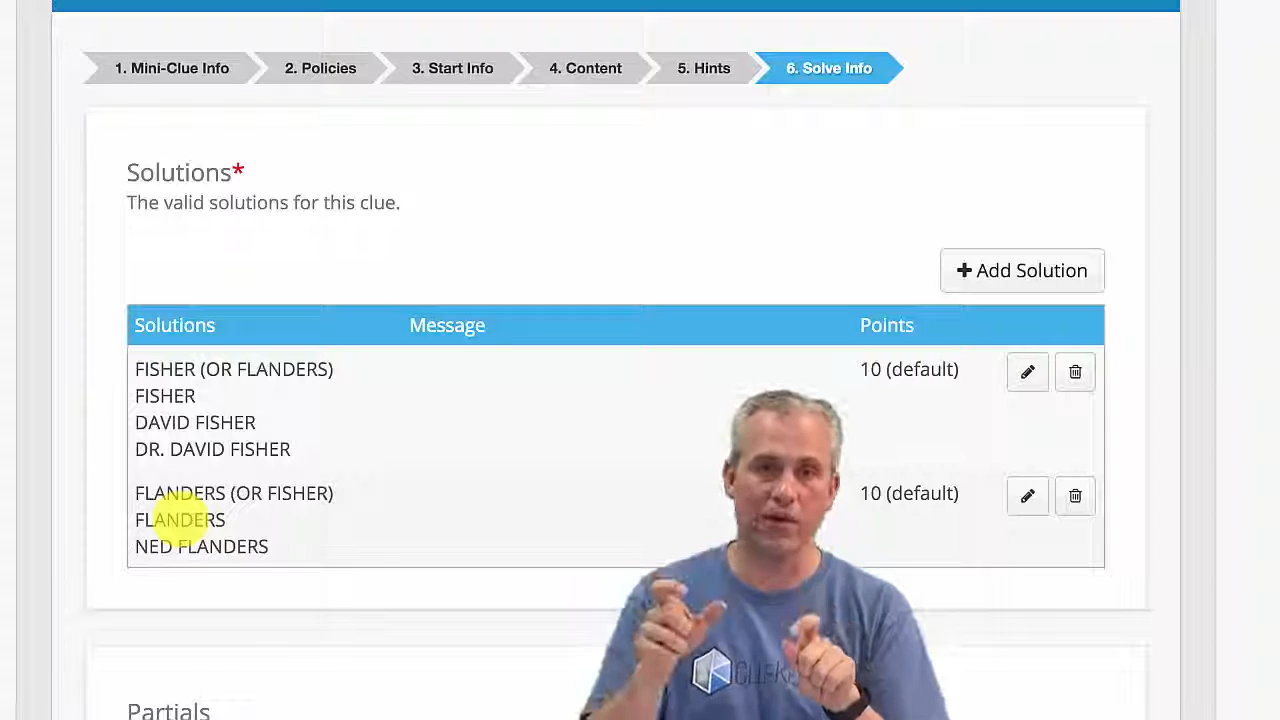 1. Mini-Clue Info
2. Policies
3. Start Info
4. Content
5. Hints
6. Solve Info
Solutions*
The valid solutions for this clue.
+ Add Solution
Solutions Message Points
FISHER (OR FLANDERS) 10 (default)
FISHER
DAVID FISHER
DR. DAVID FISHER
FLANDERS (OR FISHER) 10 (default)
FLANDERS
NED FLANDERS
Partials